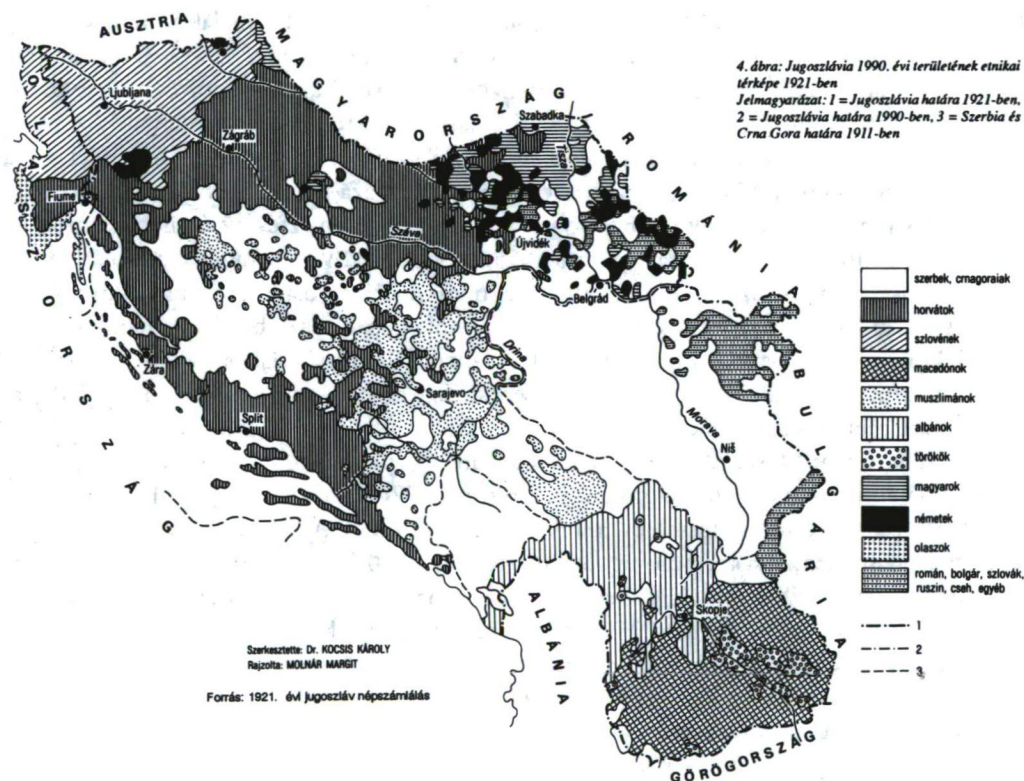 4. ábra: Jugoszlávia 1990. évi területének etnikai
térképe 1921-ben
Jelmagyarázat: 1 = Jugoszlávia határa 1921-ben,
2 = Jugoszlávia határa 1990-ben, 3 = Szerbia és
Crna Gora határa 1911-ben
AUSZTRIA
MAGYARORSZÁG
ROMÁNIA
BULGÁRIA
GÖRÖGORSZÁG
ALBÁNIA
OLASZORSZÁG
Ljubljana
Zágráb
Fiume
Szabadka
Tisza
Újvidék
Száva
Belgrád
Drina
Zára
Sarajevo
Split
Morava
Niš
Skopje
szerbek, crnagoraiak
horvátok
szlovének
macedónok
muszlimánok
albánok
törökök
magyarok
németek
olaszok
román, bolgár, szlovák,
ruszin, cseh, egyéb
1
2
3
Szerkesztette: Dr. KOCSIS KÁROLY
Rajzolta: MOLNÁR MARGIT
Forrás: 1921. évi jugoszláv népszámlálás